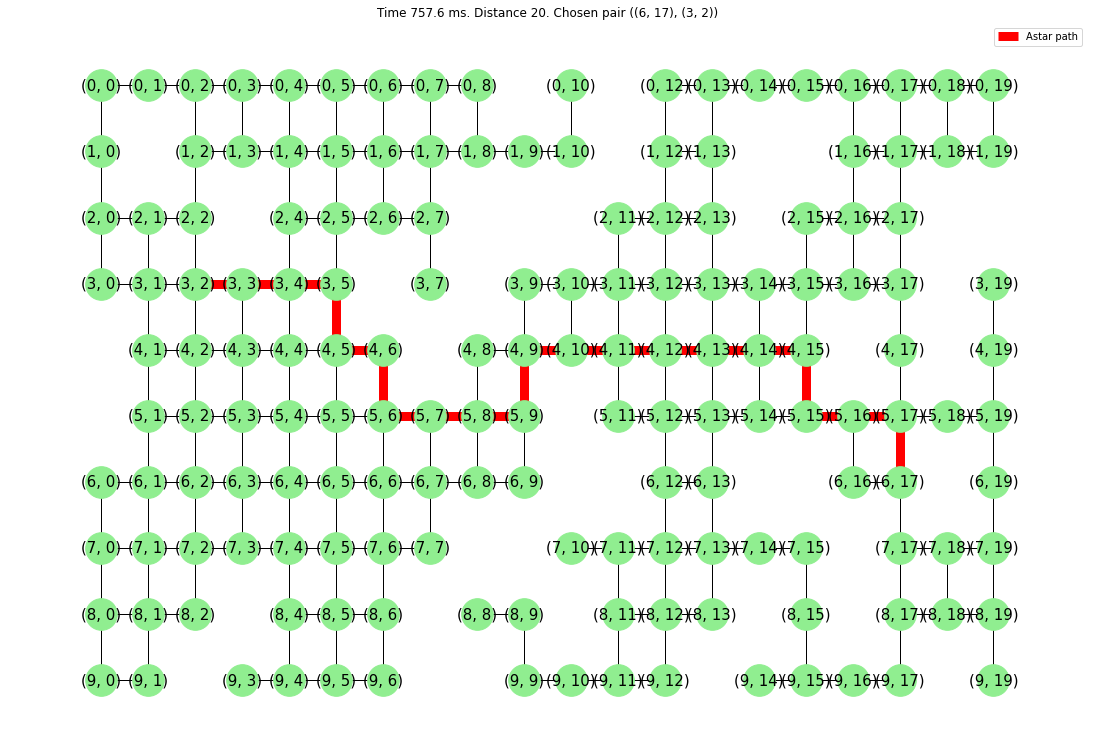 Time 757.6 ms. Distance 20. Chosen pair ((6, 17), (3, 2))
Astar path
(0, 0) (0, 1) (0, 2) (0, 3) (0, 4) (0, 5) (0, 6) (0, 7) (0, 8) (0, 10) (0, 12) (0, 13) (0, 14) (0, 15) (0, 16) (0, 17) (0, 18) (0, 19)
(1, 0) (1, 2) (1, 3) (1, 4) (1, 5) (1, 6) (1, 7) (1, 8) (1, 9) (1, 10) (1, 12) (1, 13) (1, 16) (1, 17) (1, 18) (1, 19)
(2, 0) (2, 1) (2, 2) (2, 4) (2, 5) (2, 6) (2, 7) (2, 11) (2, 12) (2, 13) (2, 15) (2, 16) (2, 17)
(3, 0) (3, 1) (3, 2) (3, 3) (3, 4) (3, 5) (3, 7) (3, 9) (3, 10) (3, 11) (3, 12) (3, 13) (3, 14) (3, 15) (3, 16) (3, 17) (3, 19)
(4, 1) (4, 2) (4, 3) (4, 4) (4, 5) (4, 6) (4, 8) (4, 9) (4, 10) (4, 11) (4, 12) (4, 13) (4, 14) (4, 15) (4, 17) (4, 19)
(5, 1) (5, 2) (5, 3) (5, 4) (5, 5) (5, 6) (5, 7) (5, 8) (5, 9) (5, 11) (5, 12) (5, 13) (5, 14) (5, 15) (5, 16) (5, 17) (5, 18) (5, 19)
(6, 0) (6, 1) (6, 2) (6, 3) (6, 4) (6, 5) (6, 6) (6, 7) (6, 8) (6, 9) (6, 12) (6, 13) (6, 16) (6, 17) (6, 19)
(7, 0) (7, 1) (7, 2) (7, 3) (7, 4) (7, 5) (7, 6) (7, 7) (7, 10) (7, 11) (7, 12) (7, 13) (7, 14) (7, 15) (7, 17) (7, 18) (7, 19)
(8, 0) (8, 1) (8, 2) (8, 4) (8, 5) (8, 6) (8, 8) (8, 9) (8, 11) (8, 12) (8, 13) (8, 15) (8, 17) (8, 18) (8, 19)
(9, 0) (9, 1) (9, 3) (9, 4) (9, 5) (9, 6) (9, 9) (9, 10) (9, 11) (9, 12) (9, 14) (9, 15) (9, 16) (9, 17) (9, 19)